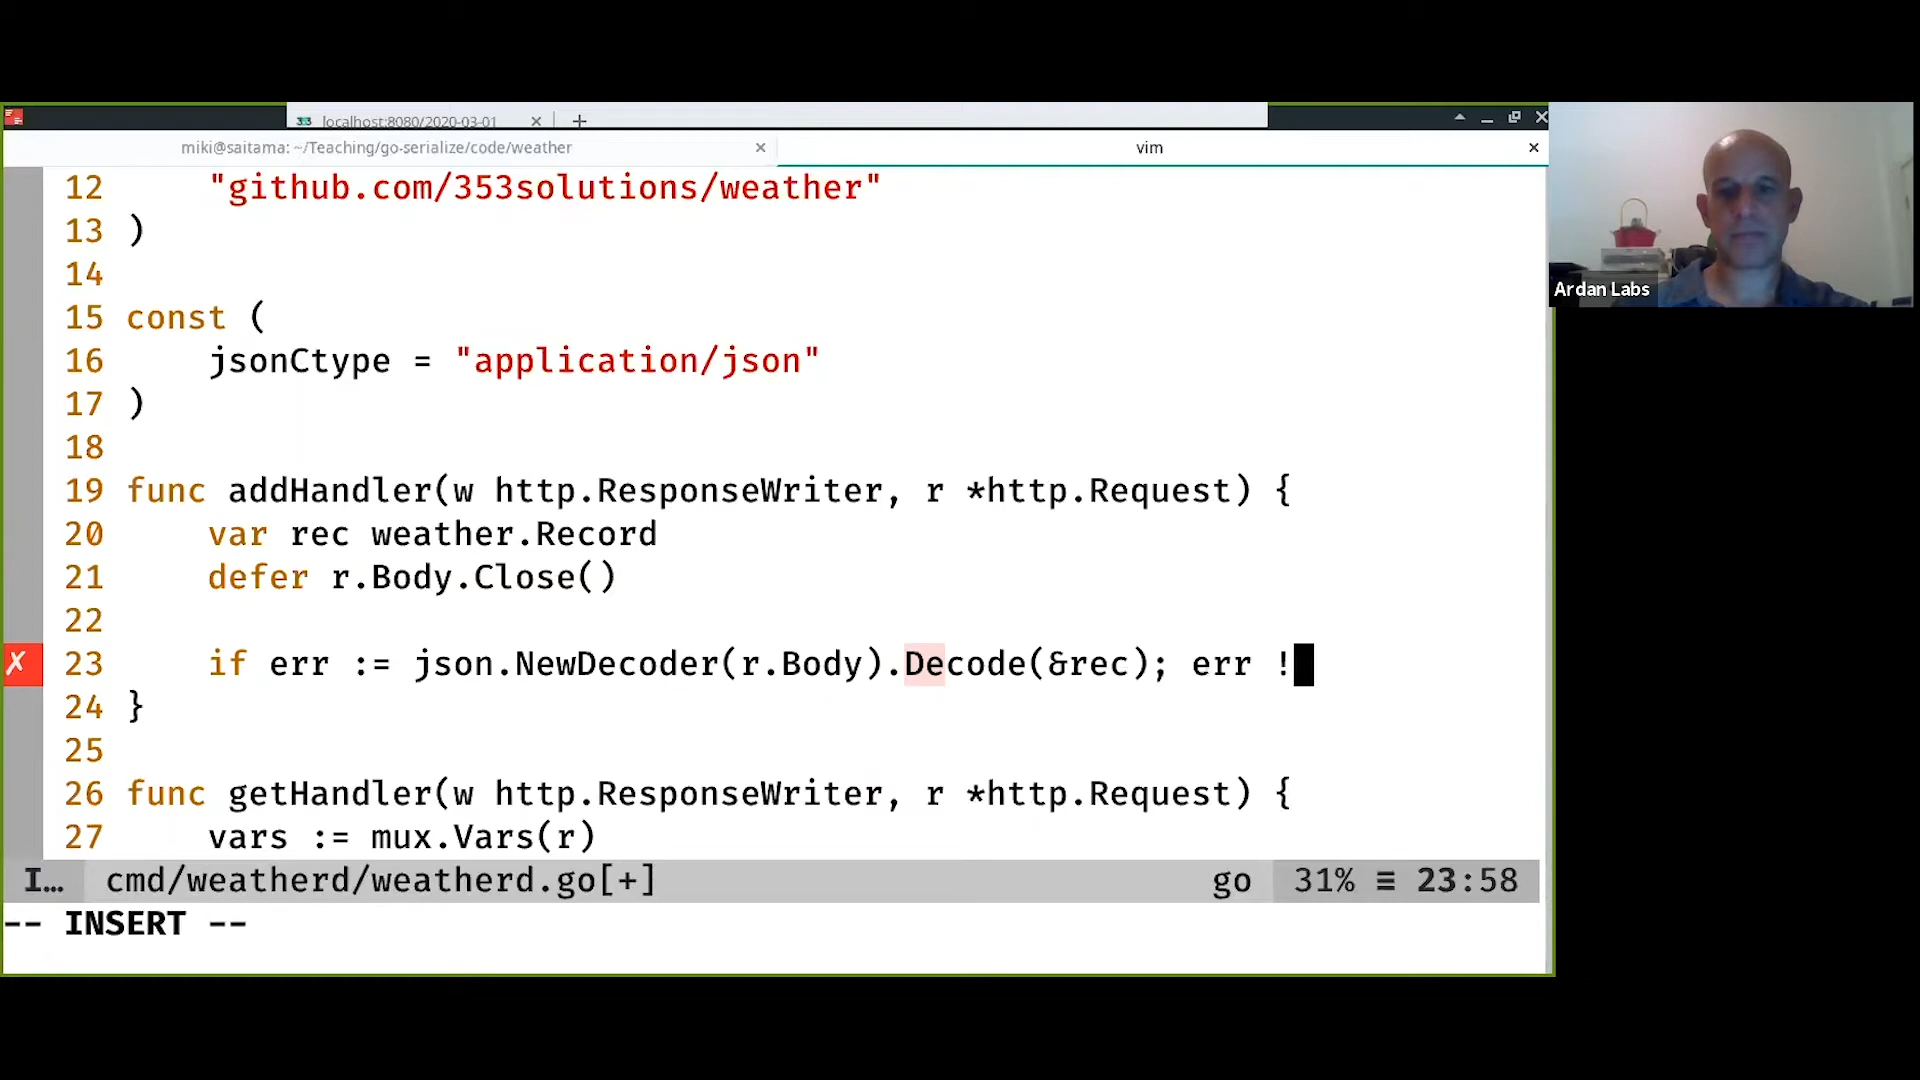 localhost:8080/2020-03-01
miki@saitama: ~/Teaching/go-serialize/code/weather
vim
12 "github.com/353solutions/weather"
13 )
14
15 const (
16 jsonCtype = "application/json"
17 )
18
19 func addHandler(w http.ResponseWriter, r *http.Request) {
20 var rec weather.Record
21 defer r.Body.Close()
22
23 if err := json.NewDecoder(r.Body).Decode(&rec); err !
24 }
25
26 func getHandler(w http.ResponseWriter, r *http.Request) {
27 vars := mux.Vars(r)
I… cmd/weatherd/weatherd.go[+] go 31% ≡ 23:58
-- INSERT --
Ardan Labs